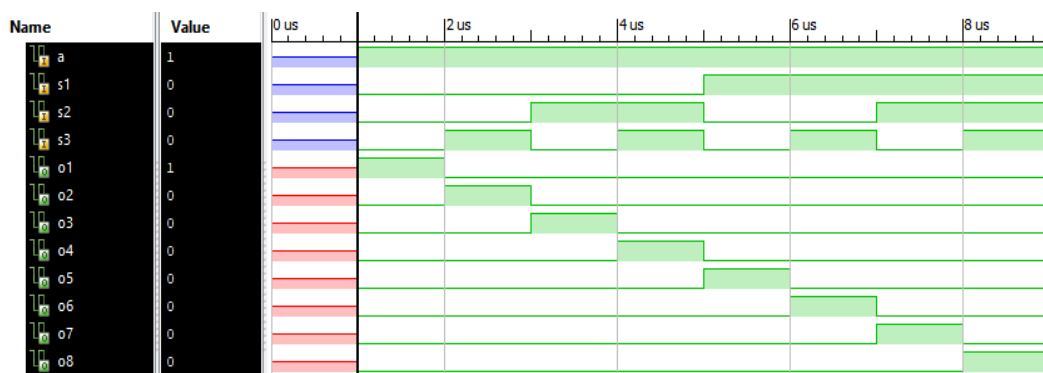 Name Value 0 us 2 us 4 us 6 us 8 us
a 1
s1 0
s2 0
s3 0
o1 1
o2 0
o3 0
o4 0
o5 0
o6 0
o7 0
o8 0